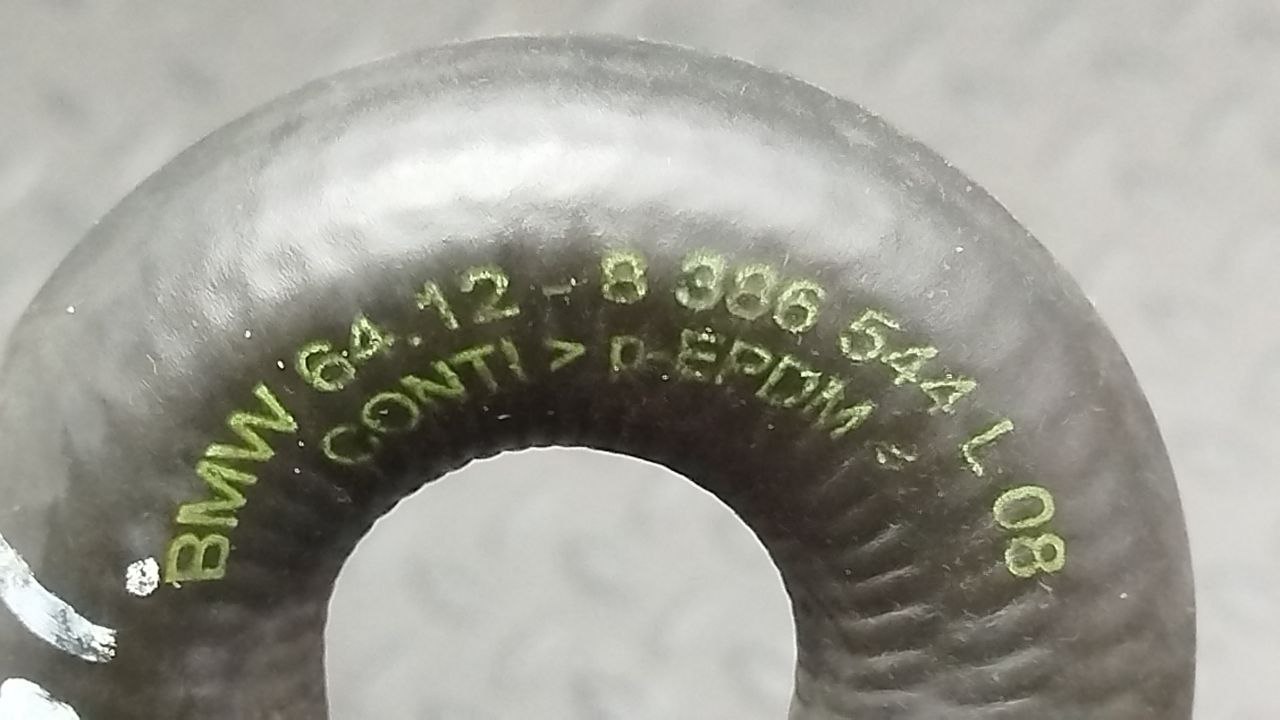 BMW 64.12 - 8 386 544 L 08
CONTI > p-EPDM